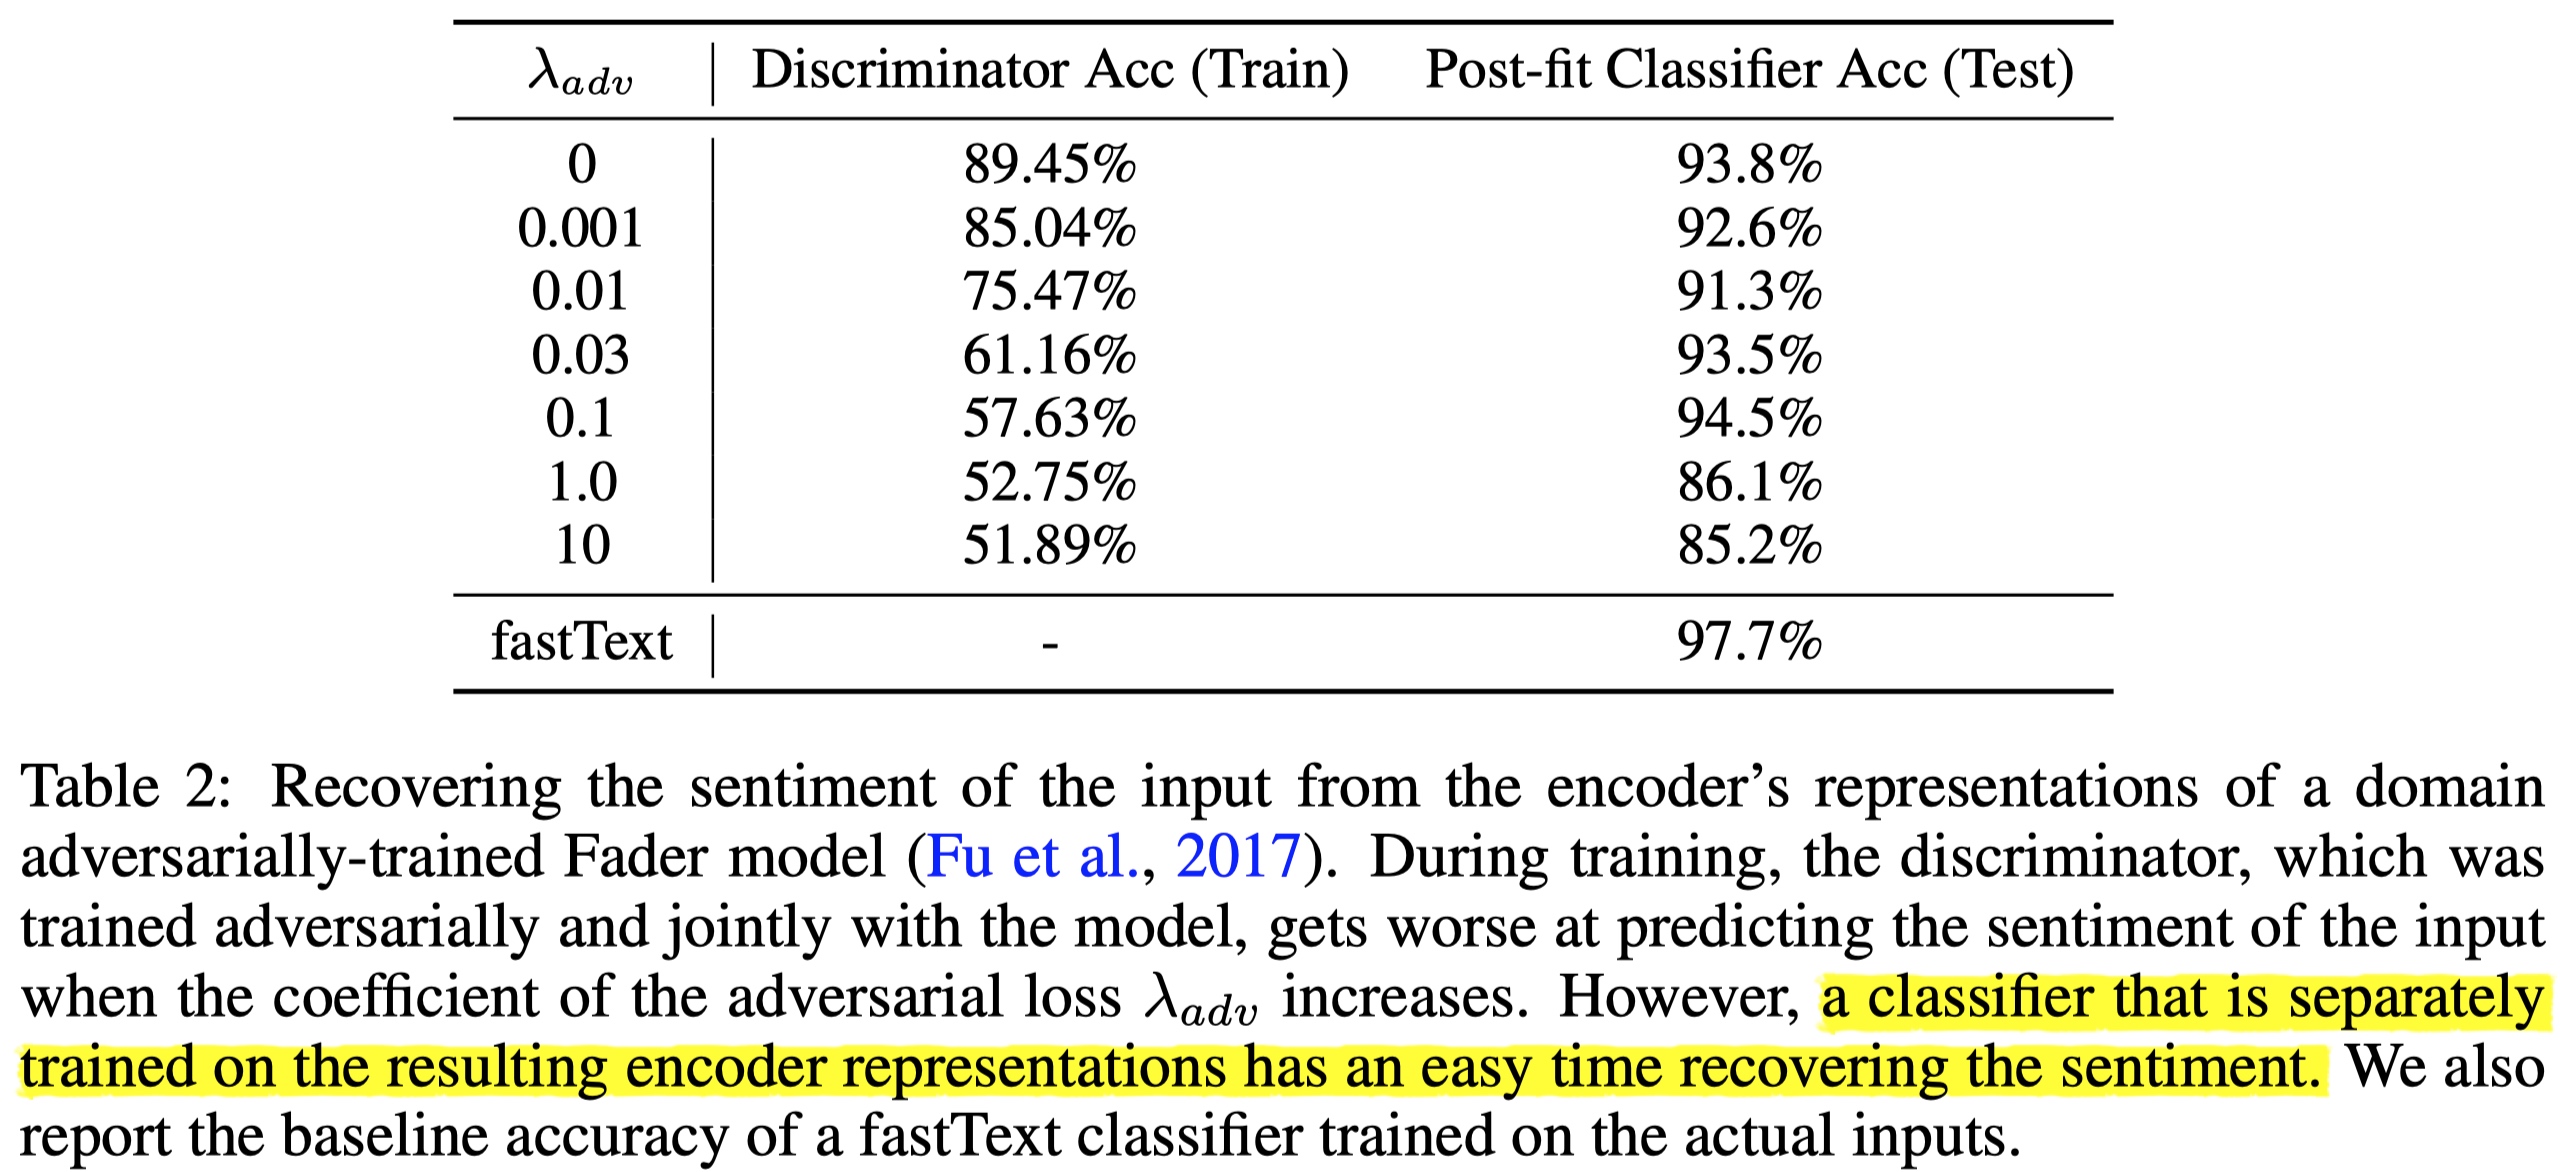 λadv | Discriminator Acc (Train) Post-fit Classifier Acc (Test)
0 89.45% 93.8%
0.001 85.04% 92.6%
0.01 75.47% 91.3%
0.03 61.16% 93.5%
0.1 57.63% 94.5%
1.0 52.75% 86.1%
10 51.89% 85.2%
fastText - 97.7%
Table 2: Recovering the sentiment of the input from the encoder’s representations of a domain
adversarially-trained Fader model (Fu et al., 2017). During training, the discriminator, which was
trained adversarially and jointly with the model, gets worse at predicting the sentiment of the input
when the coefficient of the adversarial loss λadv increases. However, a classifier that is separately
trained on the resulting encoder representations has an easy time recovering the sentiment. We also
report the baseline accuracy of a fastText classifier trained on the actual inputs.